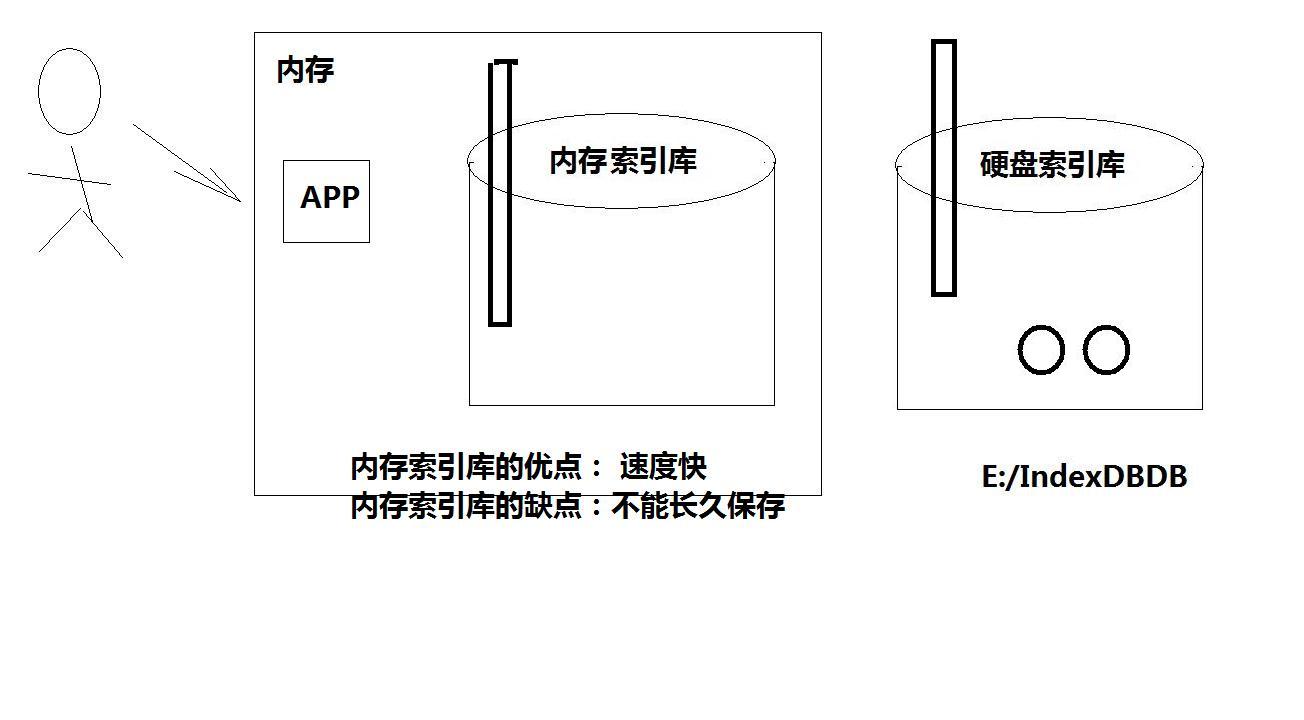 内存
内存索引库
硬盘索引库
APP
内存索引库的优点： 速度快
E:/IndexDBDB
内存索引库的缺点：不能长久保存